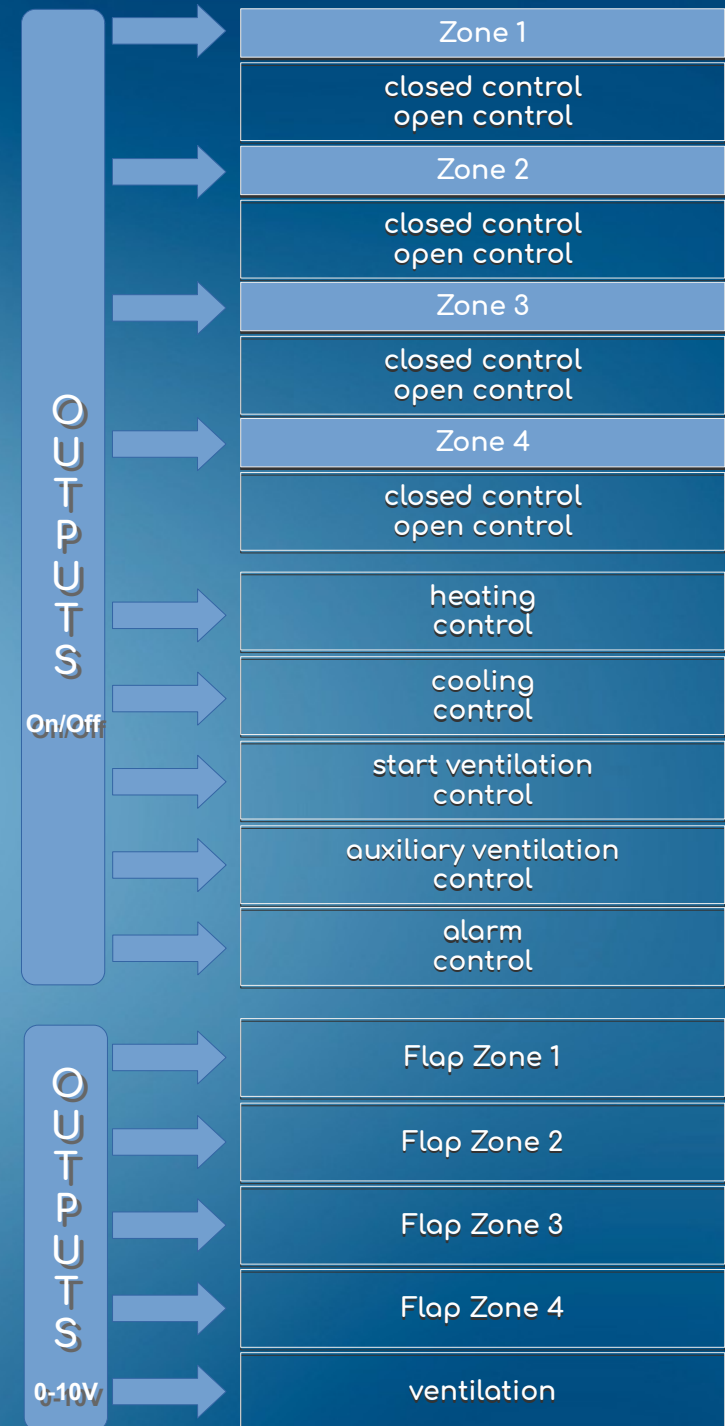 OUTPUTS
On/Off
Zone 1
closed control
open control
Zone 2
closed control
open control
Zone 3
closed control
open control
Zone 4
closed control
open control
heating
control
cooling
control
start ventilation
control
auxiliary ventilation
control
alarm
control
OUTPUTS
0-10V
Flap Zone 1
Flap Zone 2
Flap Zone 3
Flap Zone 4
ventilation